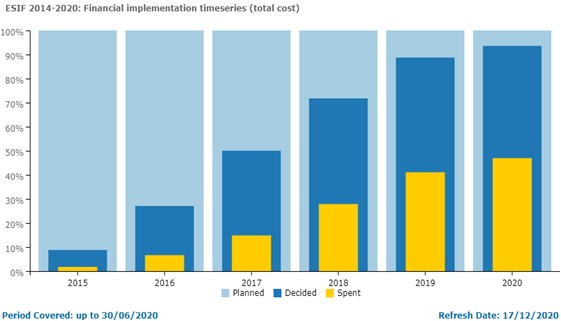 ESIF 2014-2020: Financial implementation timeseries (total cost)
100%
90%
80%
70%
60%
50%
40%
30%
20%
10%
0%
2015 2016 2017 2018 2019 2020
Planned Decided Spent
Period Covered: up to 30/06/2020 Refresh Date: 17/12/2020